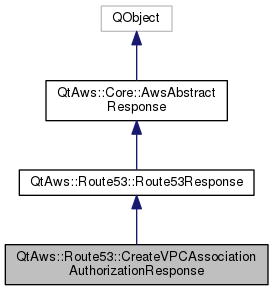 QObject
QtAws::Core::AwsAbstract
Response
QtAws::Route53::Route53Response
QtAws::Route53::CreateVPCAssociation
AuthorizationResponse